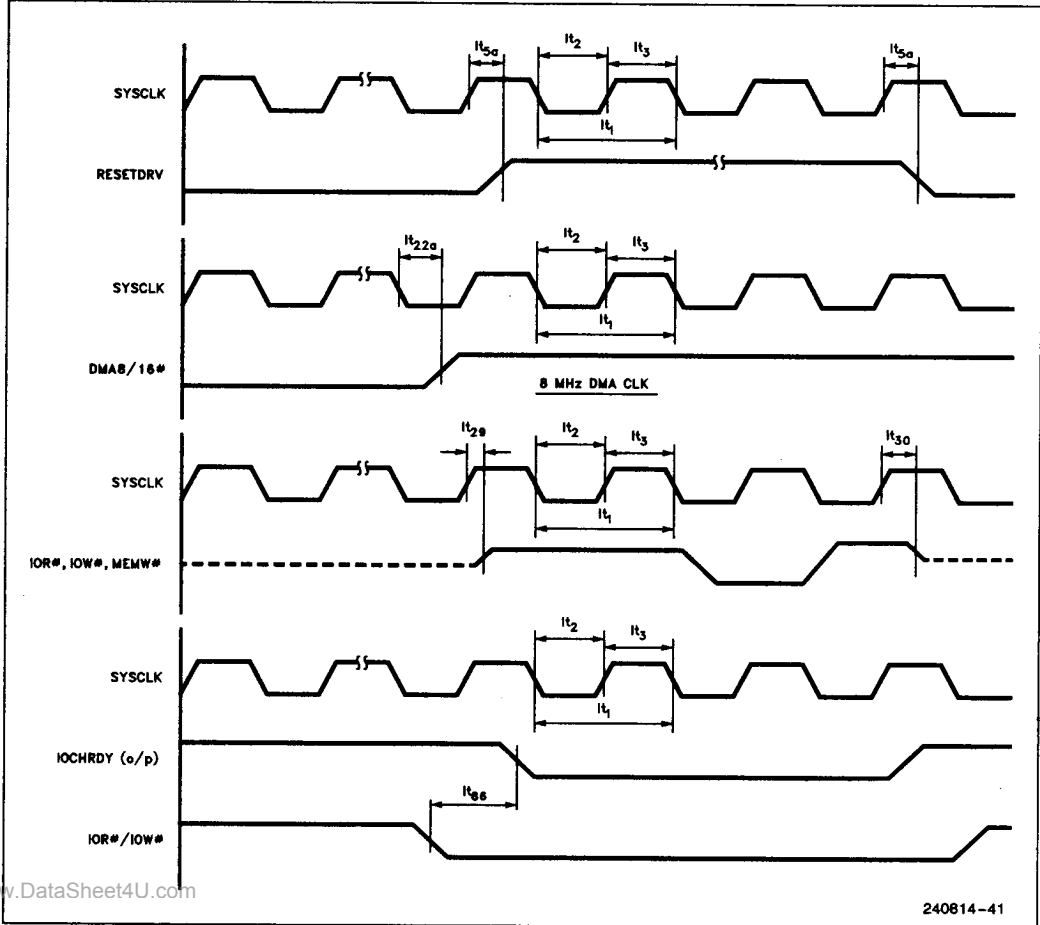 It5a It2 It3 It5a
SYSCLK
It1
RESETDRV
It22a It2 It3
SYSCLK
It1
DMA8/16#
8 MHz DMA CLK
It29 It2 It3 It30
SYSCLK
It1
IOR#, IOW#, MEMW#
It2 It3
SYSCLK
It1
IOCHRDY (o/p)
It66
IOR#/IOW#
w.DataSheet4U.com
240814-41